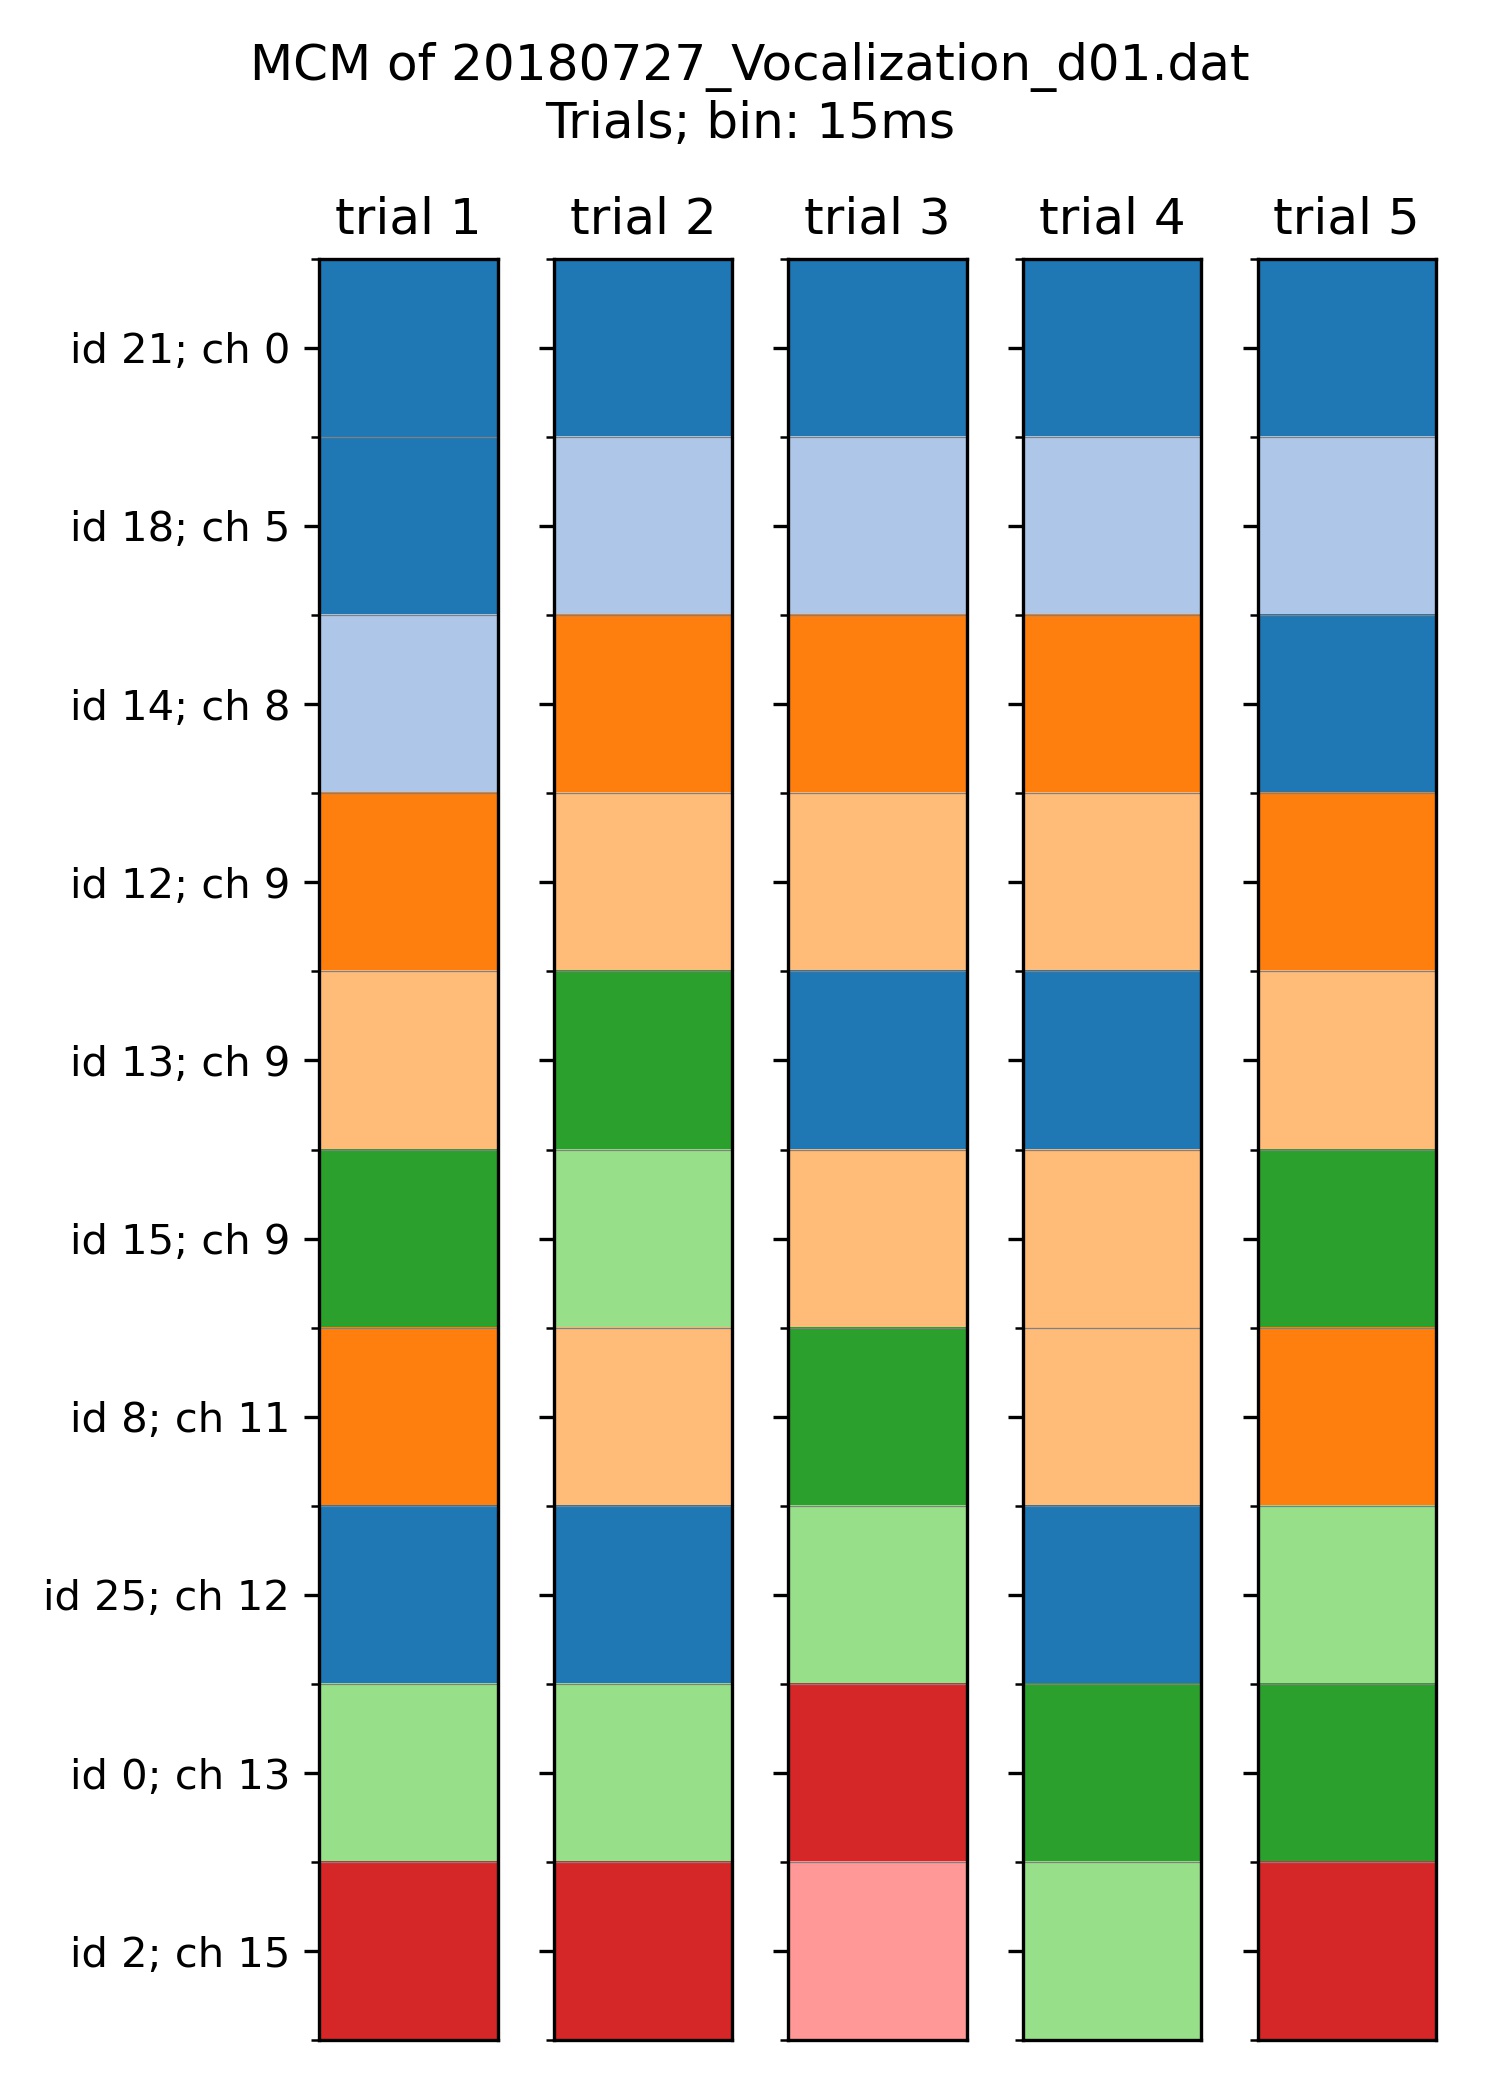 MCM of 20180727_Vocalization_d01.dat
Trials; bin: 15ms
trial 1 trial 2 trial 3 trial 4 trial 5
id 21; ch 0
id 18; ch 5
id 14; ch 8
id 12; ch 9
id 13; ch 9
id 15; ch 9
id 8; ch 11
id 25; ch 12
id 0; ch 13
id 2; ch 15